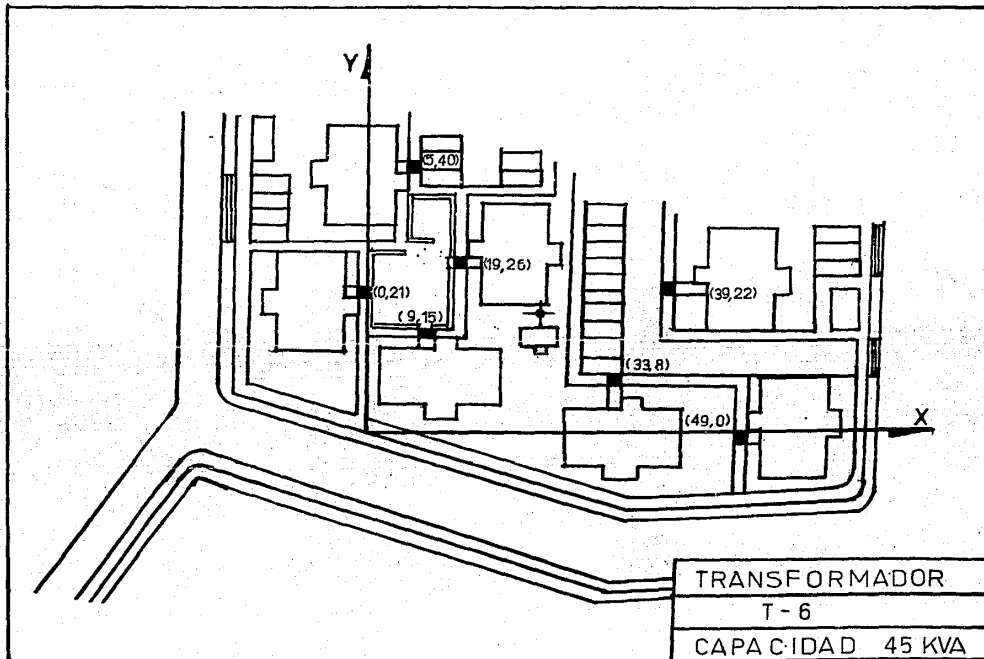 Y
(5,40)
(19,26)
(0,21)
(39,22)
(9,15)
(33,8)
(49,0)
X
TRANSFORMADOR
T-6
CAPACIDAD 45 KVA